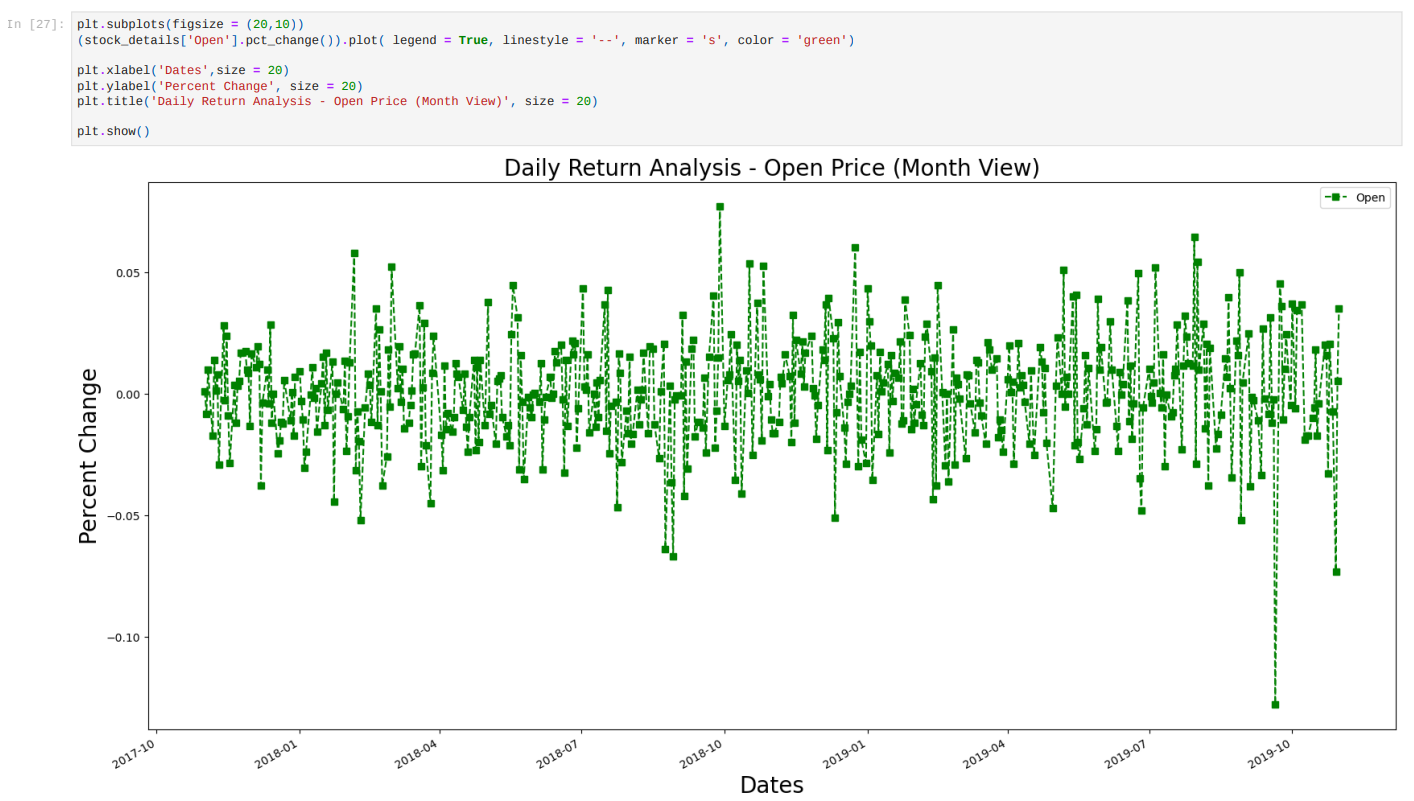 In [27]:
plt.subplots(figsize = (20,10))
(stock_details['Open'].pct_change()).plot( legend = True, linestyle = '--', marker = 's', color = 'green')
plt.xlabel('Dates',size = 20)
plt.ylabel('Percent Change', size = 20)
plt.title('Daily Return Analysis - Open Price (Month View)', size = 20)
plt.show()
Daily Return Analysis - Open Price (Month View)
Open
0.05
0.00
−0.05
−0.10
Percent Change
2017-10
2018-01
2018-04
2018-07
2018-10
2019-01
2019-04
2019-07
2019-10
Dates